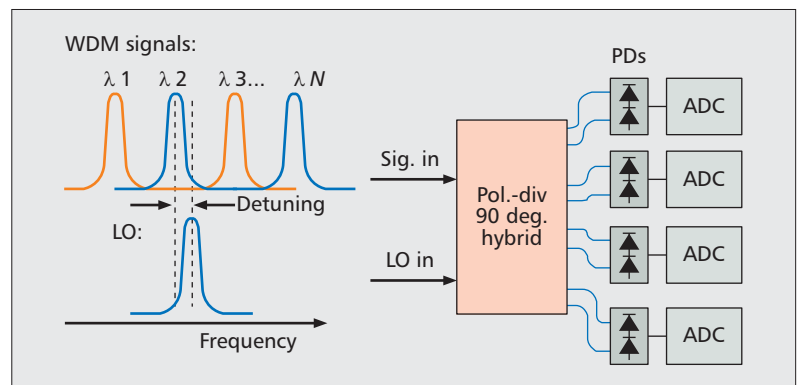 WDM signals:
λ 1 λ 2 λ 3... λ N
Detuning
LO:
Frequency
Sig. in
LO in
Pol.-div
90 deg.
hybrid
PDs
ADC
ADC
ADC
ADC